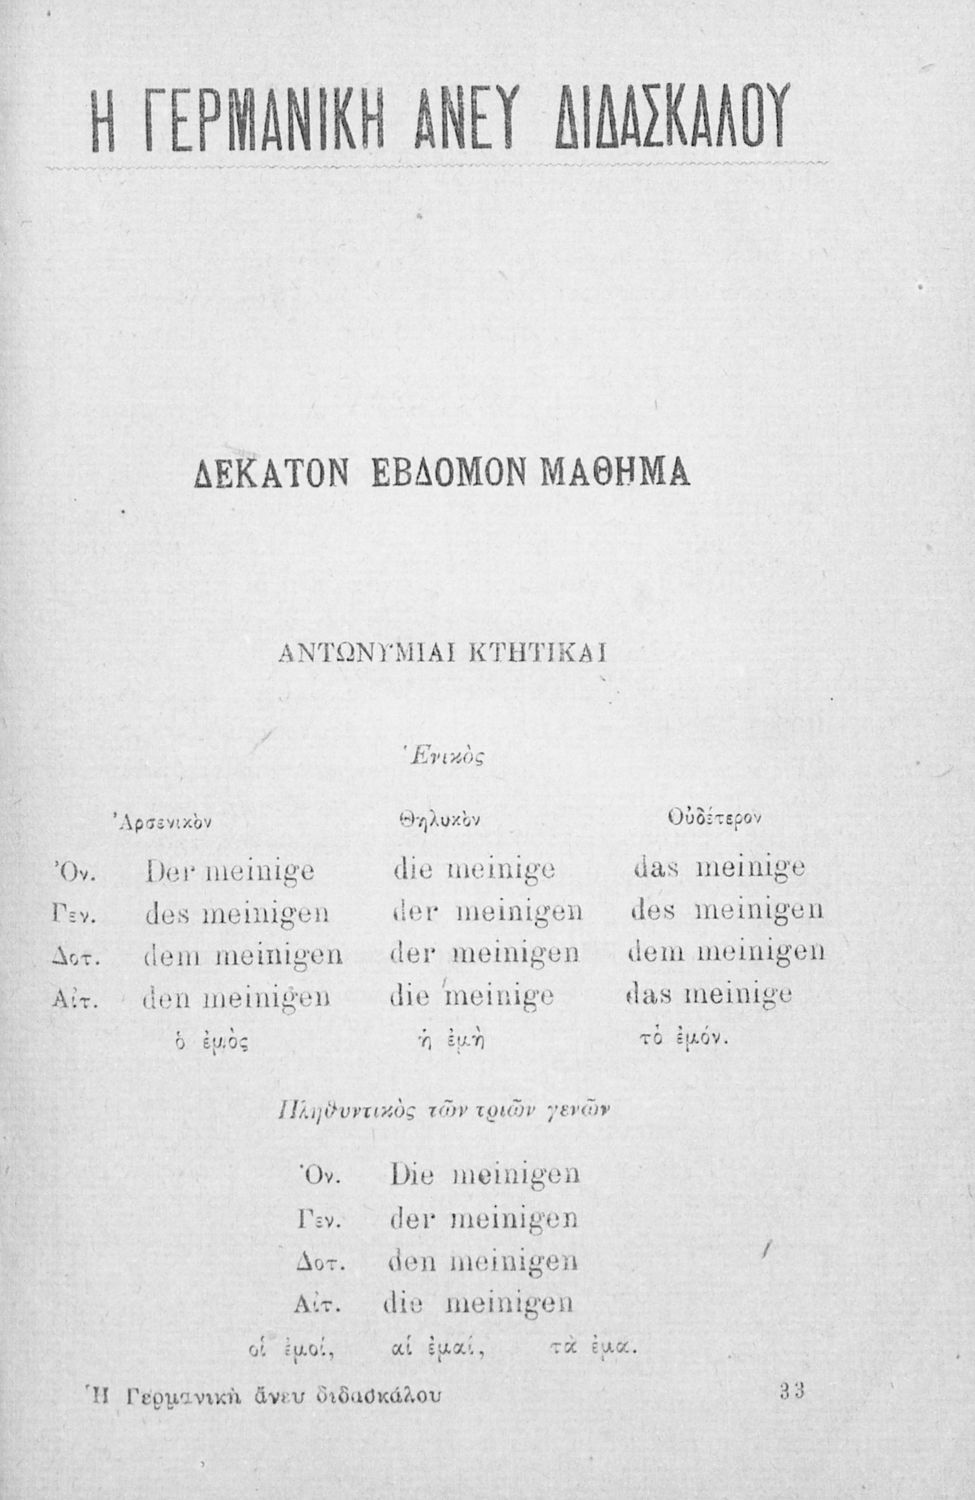 Η ΓΕΡΜΑΝΙΚΗ ΑΝΕΥ ΔΙΔΑΣΚΑΛΟΥ
ΔΕΚΑΤΟΝ ΕΒΔΟΜΟΝ ΜΑΘΗΜΑ
ΑΝΤΩΝΥΜΙΑΙ ΚΤΗΤΙΚΑΙ
Ἑνικὸς
Ἀρσενικὸν Θηλυκὸν Οὐδέτερον
Ὀν. Der meinige die meinige das meinige
Γεν. des meinigen der meinigen des meinigen
Δοτ. dem meinigen der meinigen dem meinigen
Αἰτ. den meinigen die meinige das meinige
ὁ ἐμὸς ἡ ἐμὴ τὸ ἐμόν.
Πληθυντικὸς τῶν τριῶν γενῶν
Ὀν. Die meinigen
Γεν. der meinigen
Δοτ. den meinigen
Αἰτ. die meinigen
οἱ ἐμοί, αἱ ἐμαί, τὰ ἐμα.
Ἡ Γερμανικὴ ἄνευ διδασκάλου 33